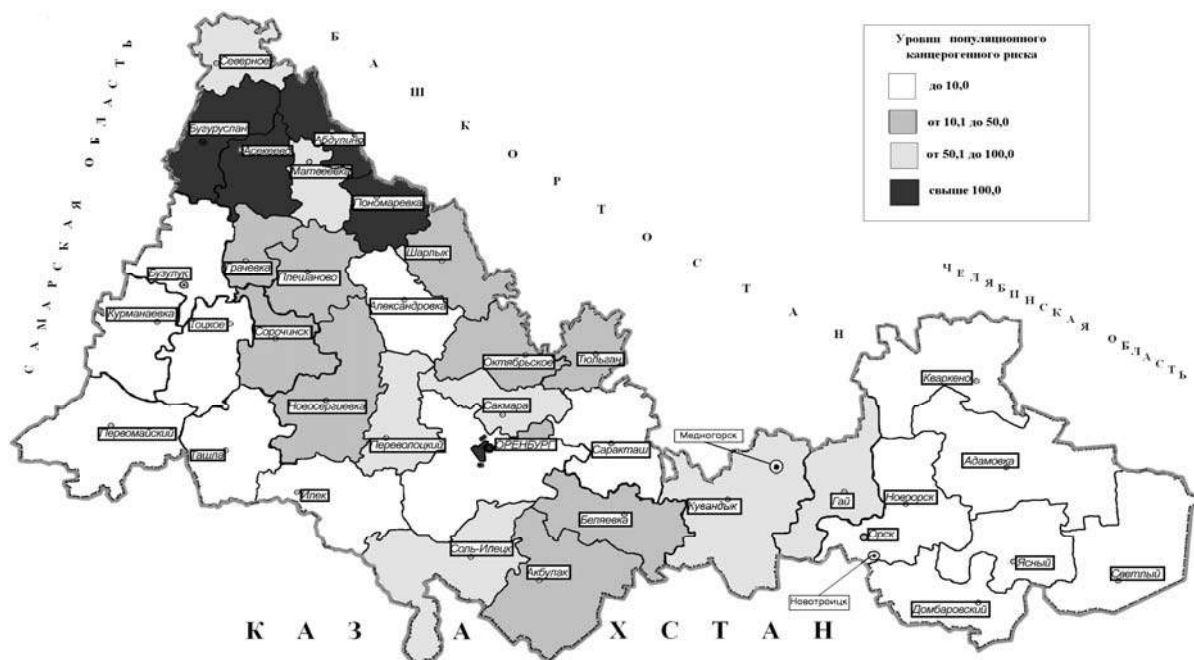 САМАРСКАЯ ОБЛАСТЬ
БАШКОРТОСТАН
ЧЕЛЯБПНСКАЯ ОБЛАСТЬ
КАЗАХСТАН
Уровни популяционного
канцерогенного риска
до 10,0
от 10,1 до 50,0
от 50,1 до 100,0
свыше 100,0
Северное
Бугуруслан
Асекеево
Абдулино
Матвеевка
Пономаревка
Шарлык
Грачевка
Плешаново
Бузулук
Курманаевка
Тоцкое
Сорочинск
Александровка
Октябрьское
Тюльган
Новосергиевка
Сакмара
Переволоцкий
ОРЕНБУРГ
Саракташ
Первомайский
Ташла
Илек
Беляевка
Соль-Илецк
Акбулак
Медногорск
Кувандык
Гай
Кваркено
Адамовка
Новрорск
Орск
Новотроицк
Ясный
Светлый
Домбаровский